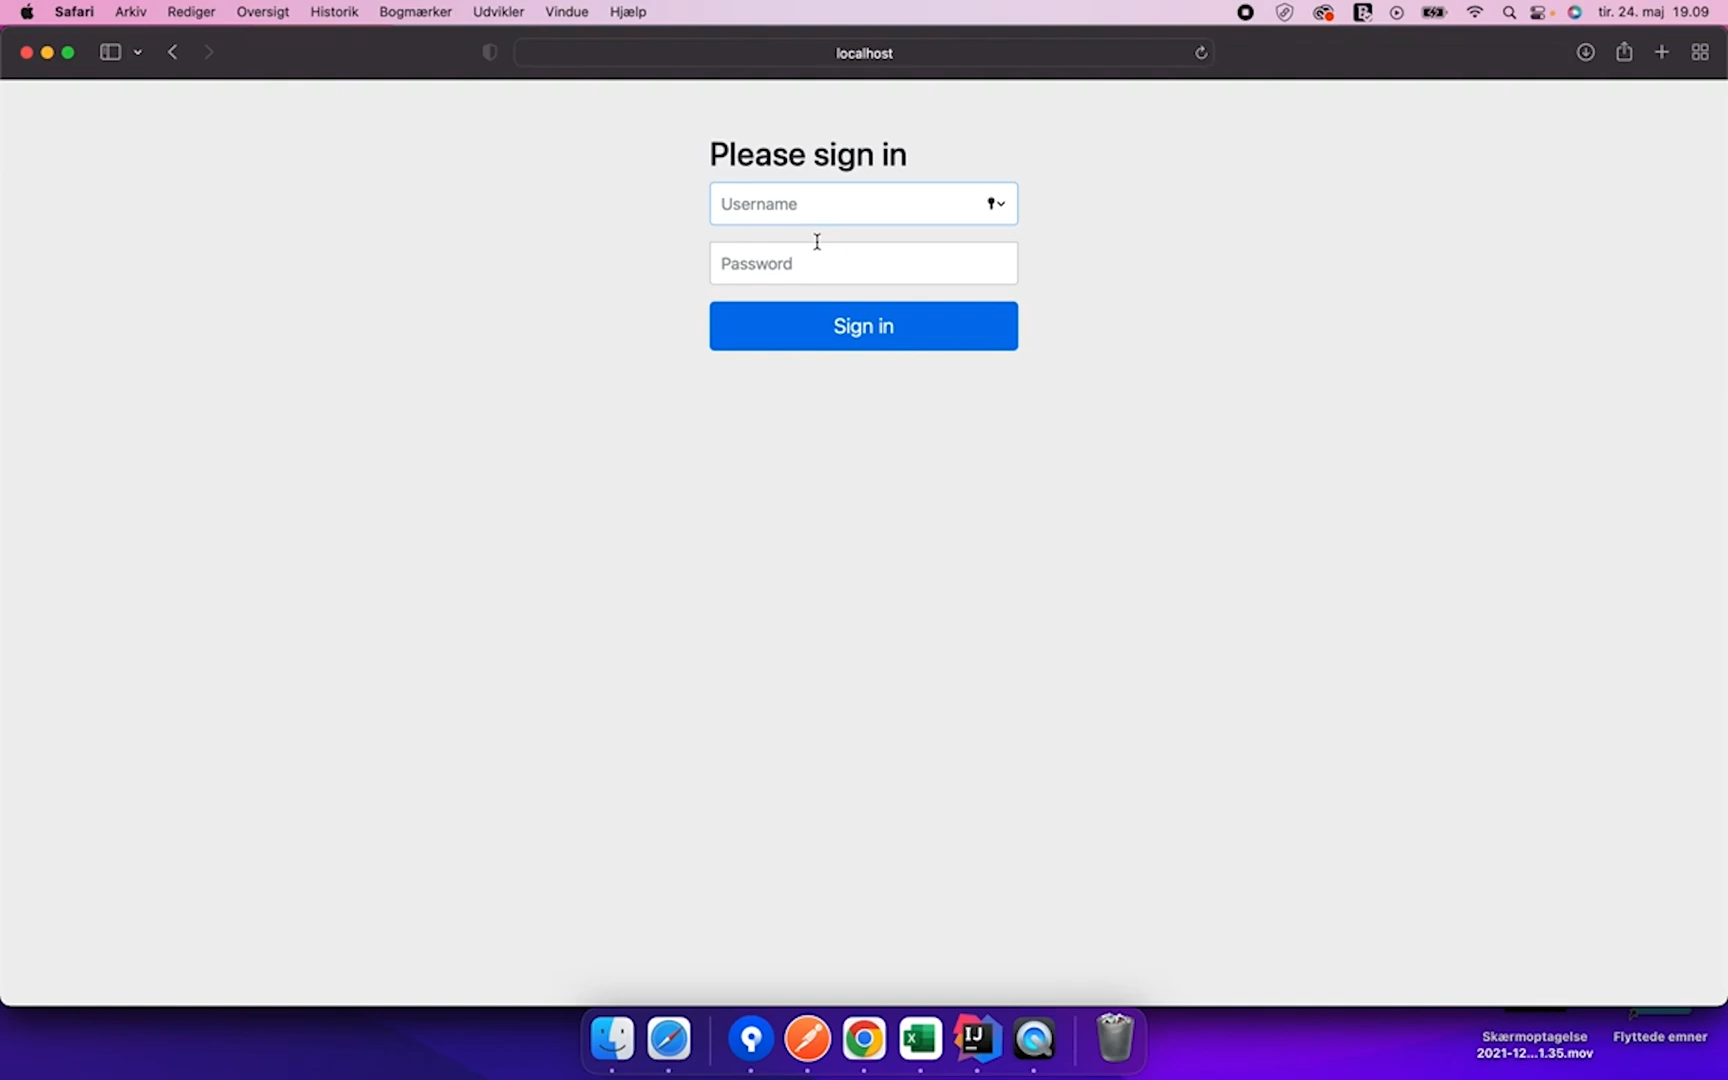 Safari Arkiv Rediger Oversigt Historik Bogmærker Udvikler Vindue Hjælp tir. 24. maj 19.09
localhost
Please sign in
Username
Password
Sign in
IJ
Skærmoptagelse
2021-12...1.35.mov
Flyttede emner